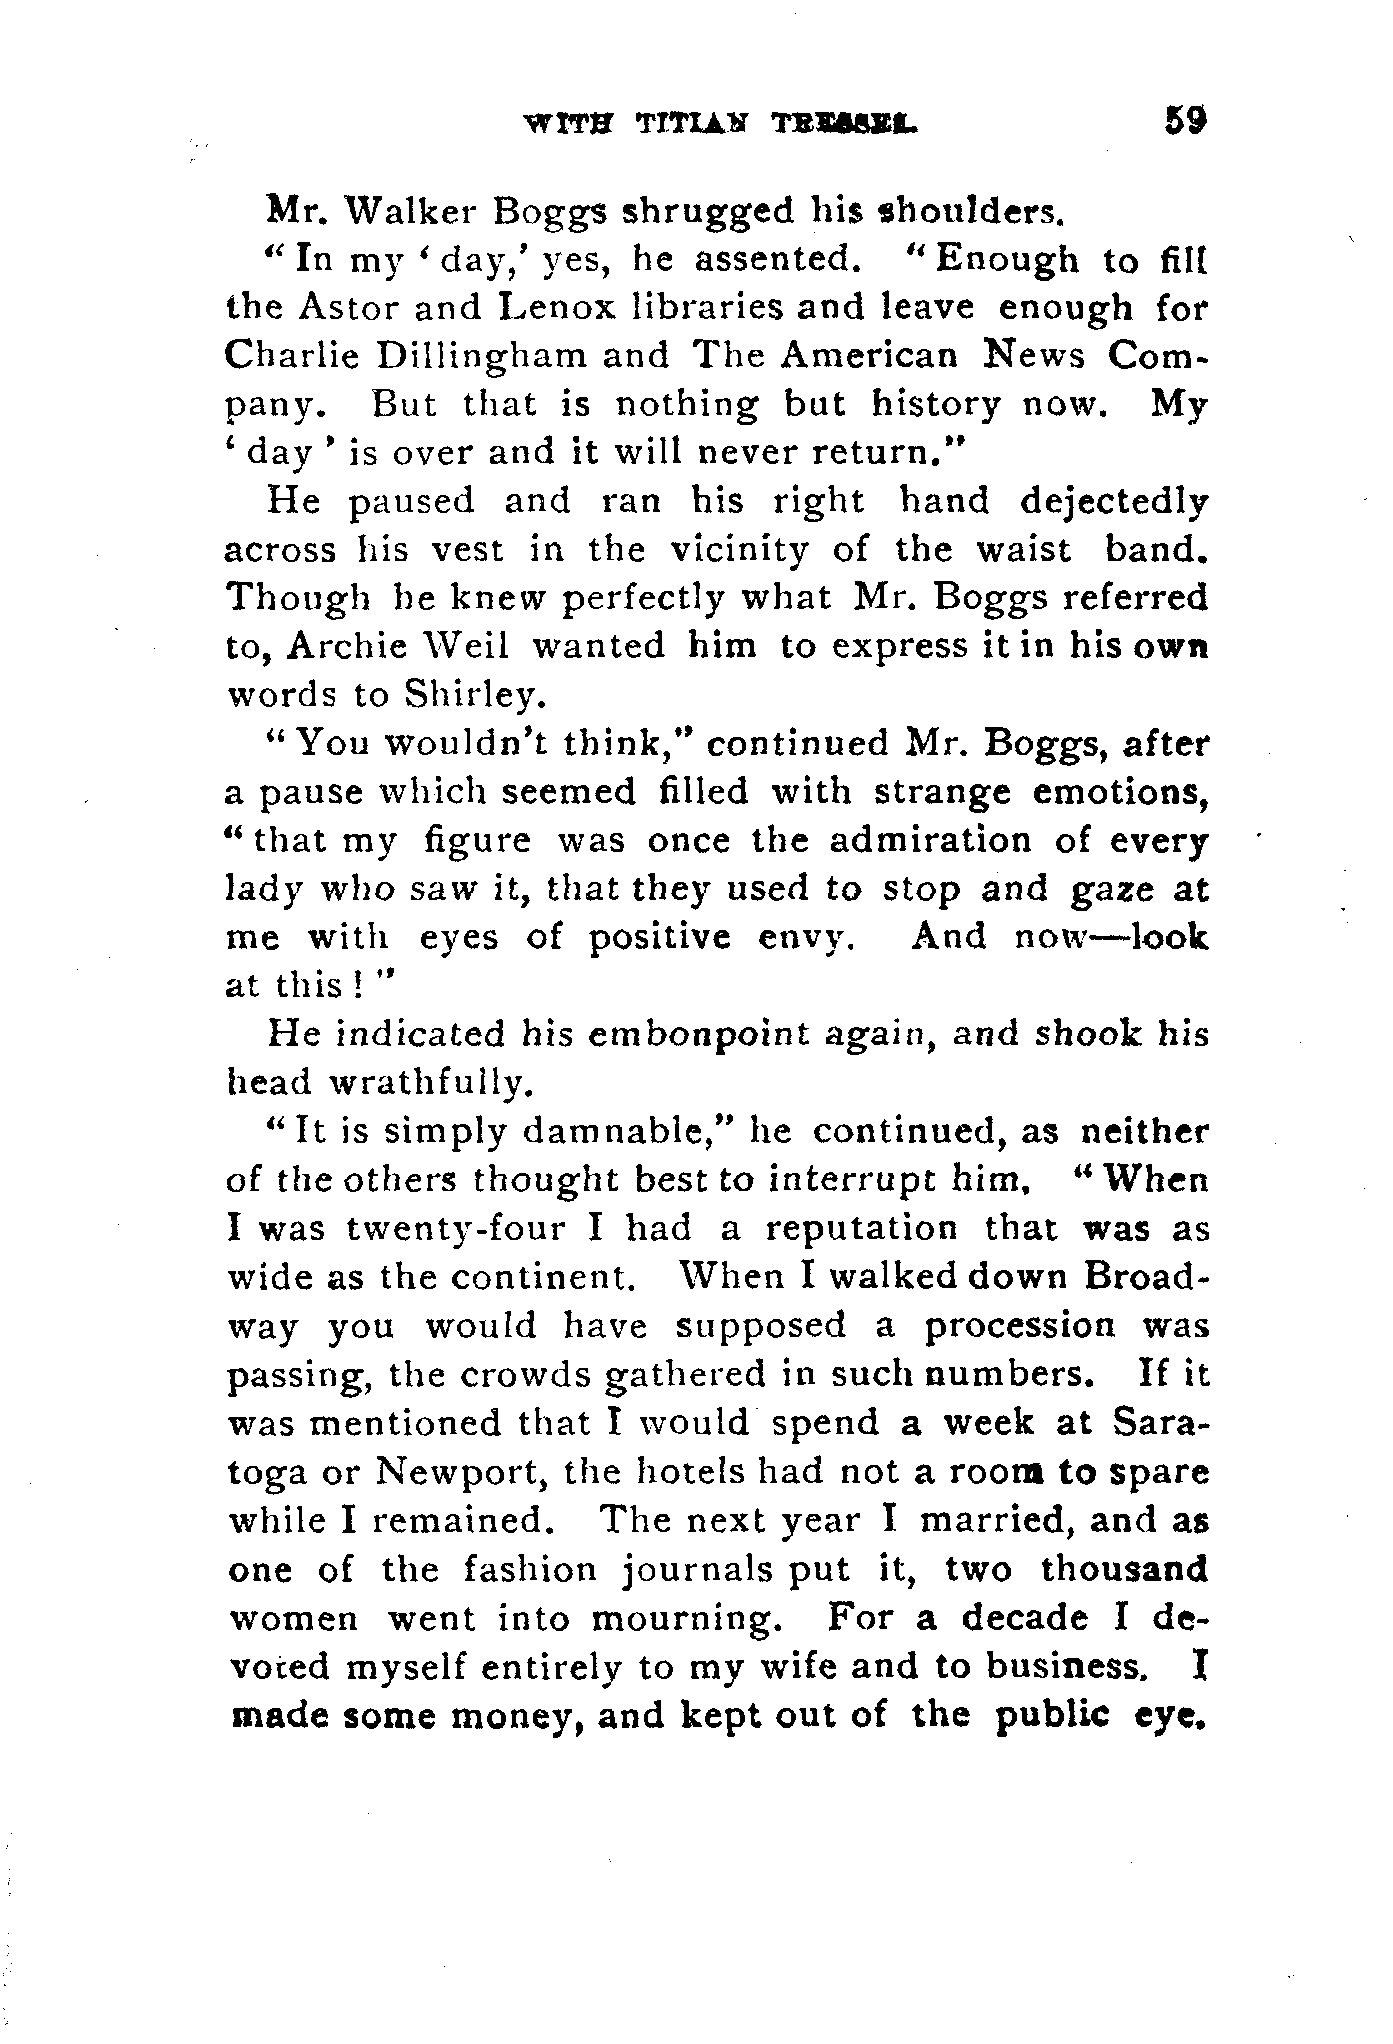 WITH TITIAN TRESSES. 59
Mr. Walker Boggs shrugged his shoulders.
“ In my ‘ day,’ yes, he assented. “ Enough to fill
the Astor and Lenox libraries and leave enough for
Charlie Dillingham and The American News Com-
pany. But that is nothing but history now. My
‘ day ’ is over and it will never return.”
He paused and ran his right hand dejectedly
across his vest in the vicinity of the waist band.
Though he knew perfectly what Mr. Boggs referred
to, Archie Weil wanted him to express it in his own
words to Shirley.
“ You wouldn’t think,” continued Mr. Boggs, after
a pause which seemed filled with strange emotions,
“ that my figure was once the admiration of every
lady who saw it, that they used to stop and gaze at
me with eyes of positive envy. And now—look
at this ! ”
He indicated his embonpoint again, and shook his
head wrathfully.
“ It is simply damnable,” he continued, as neither
of the others thought best to interrupt him. “ When
I was twenty-four I had a reputation that was as
wide as the continent. When I walked down Broad-
way you would have supposed a procession was
passing, the crowds gathered in such numbers. If it
was mentioned that I would spend a week at Sara-
toga or Newport, the hotels had not a room to spare
while I remained. The next year I married, and as
one of the fashion journals put it, two thousand
women went into mourning. For a decade I de-
voted myself entirely to my wife and to business. I
made some money, and kept out of the public eye.